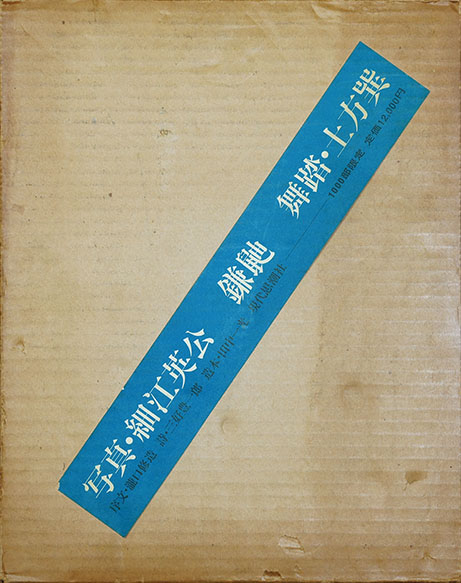 写真・細江英公　鎌鼬　舞踏・土方巽
序文・瀧口修造　詩・三好豊一郎　造本・田中一光　現代思潮社　1000部限定　定価12,000円